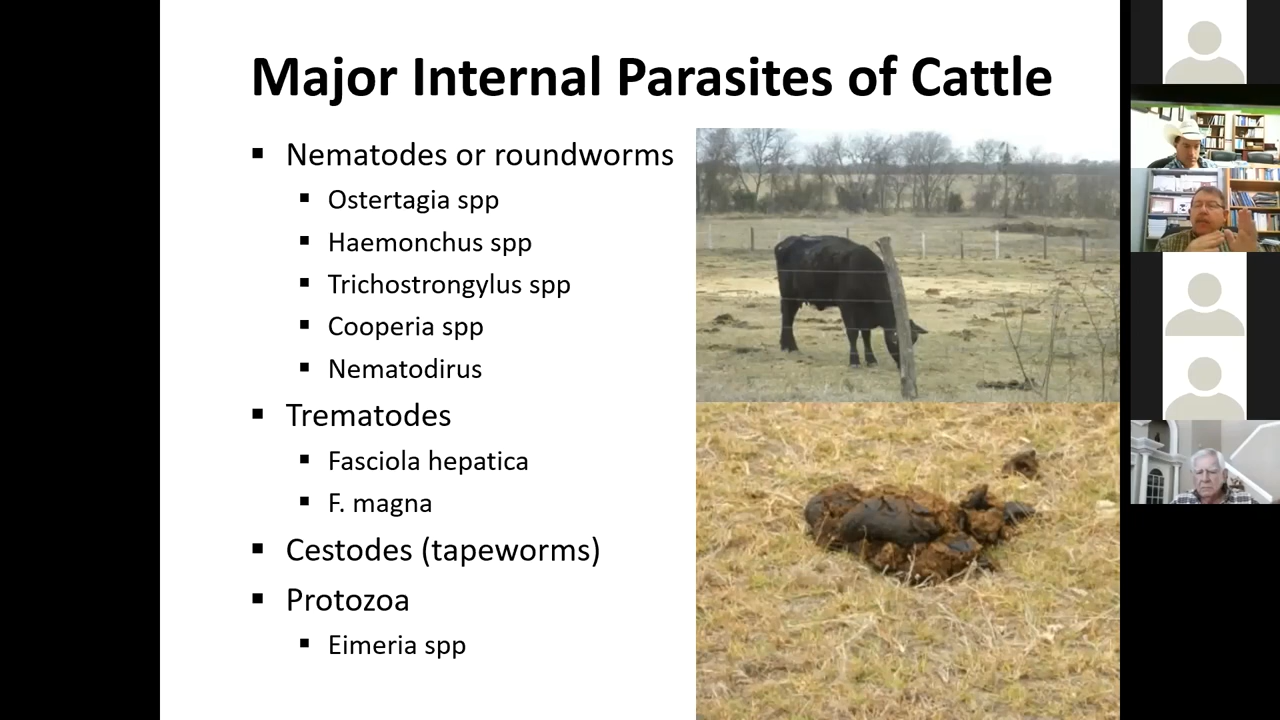 Major Internal Parasites of Cattle
Nematodes or roundworms
Ostertagia spp
Haemonchus spp
Trichostrongylus spp
Cooperia spp
Nematodirus
Trematodes
Fasciola hepatica
F. magna
Cestodes (tapeworms)
Protozoa
Eimeria spp